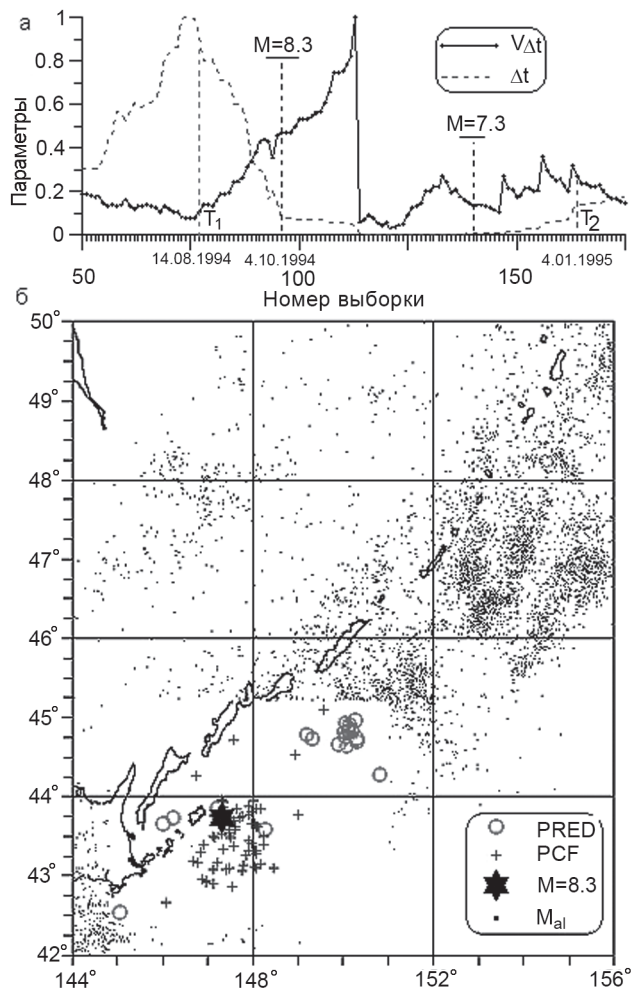 а
1
0.8
0.6
0.4
0.2
0
Параметры
M=8.3
M=7.3
VΔt
Δt
T1
T2
50
14.08.1994
4.10.1994
100
150
4.01.1995
Номер выборки
б
50°
49°
48°
47°
46°
45°
44°
43°
42°
144°
148°
152°
156°
PRED
PCF
M=8.3
Mal